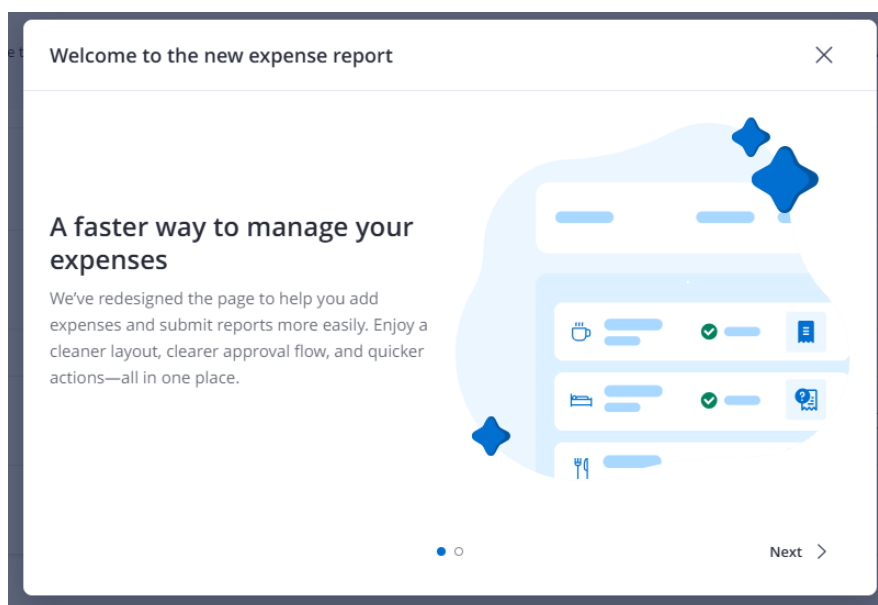 Welcome to the new expense report
A faster way to manage your
expenses
We've redesigned the page to help you add
expenses and submit reports more easily. Enjoy a
cleaner layout, clearer approval flow, and quicker
actions—all in one place.
Next